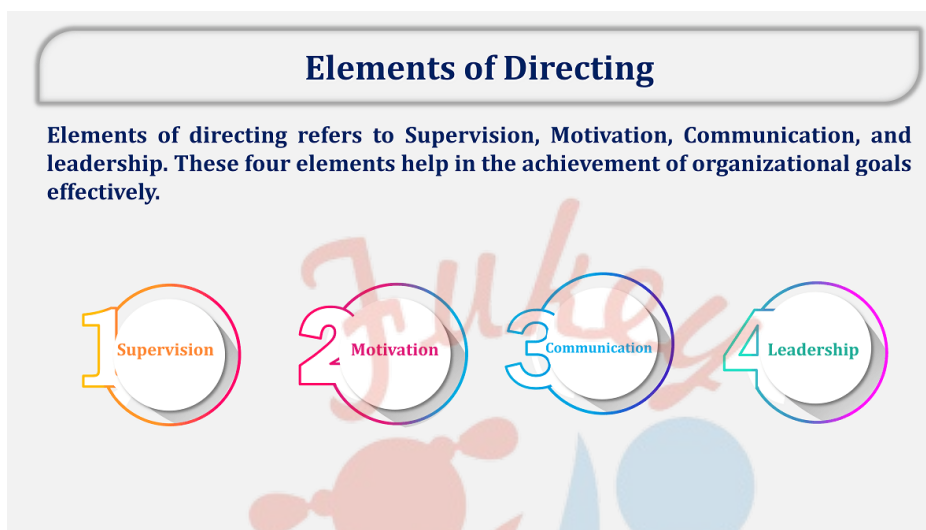 Elements of Directing
Elements of directing refers to Supervision, Motivation, Communication, and
leadership. These four elements help in the achievement of organizational goals
effectively.
1 Supervision
2 Motivation
3 Communication
4 Leadership
Jukey